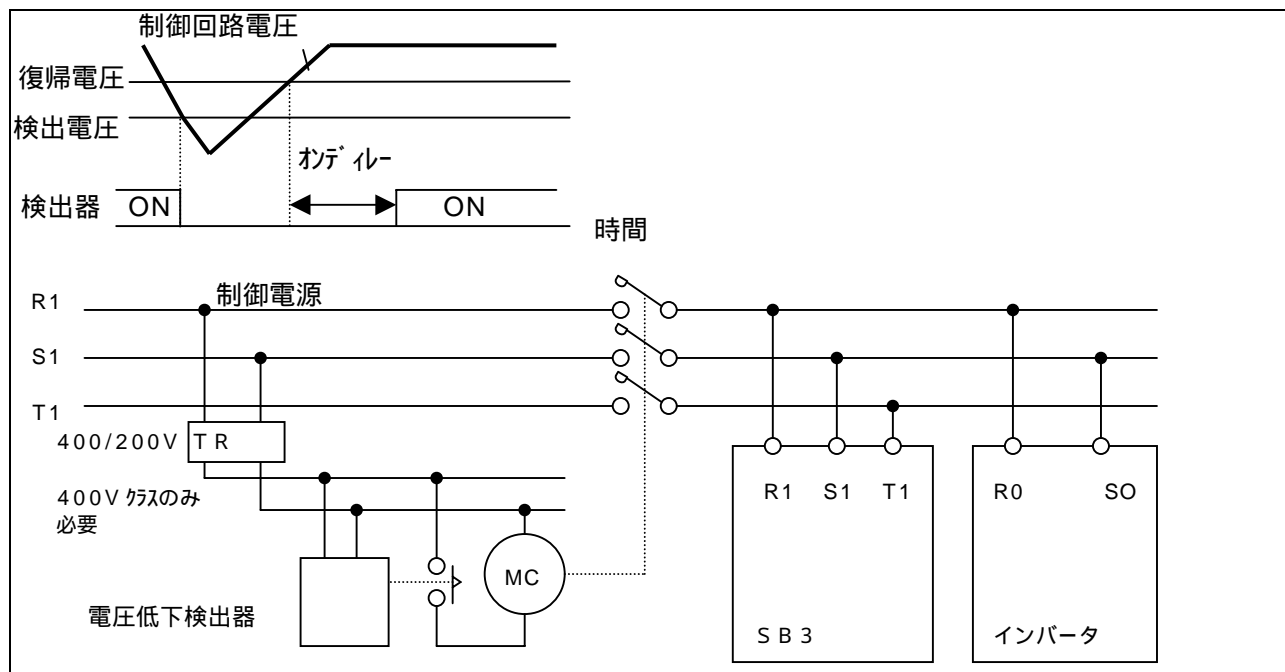 制御回路電圧
復帰電圧
検出電圧
オンディレー
検出器 ON ON
時間
R1 制御電源
S1
T1
400/200V TR
400Vクラスのみ
必要
R1 S1 T1 R0 SO
MC
電圧低下検出器
SB3 インバータ